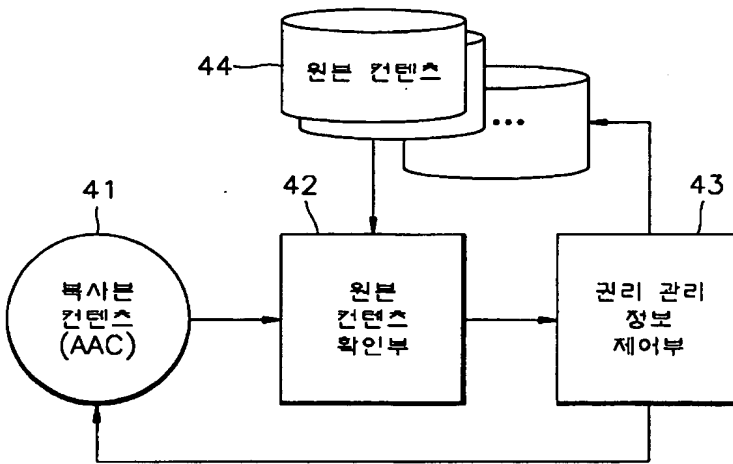 44
원본 컨텐츠
...
41
42
43
복사본
컨텐츠
(AAC)
원본
컨텐츠
확인부
권리 관리
정보
제어부